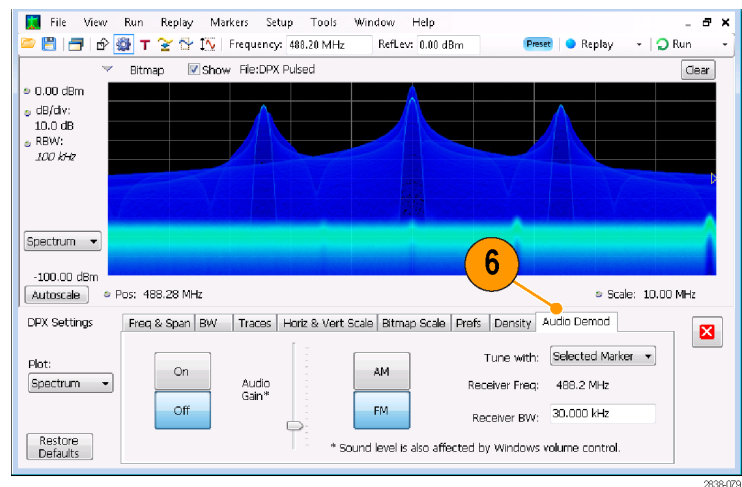 File View Run Replay Markers Setup Tools Window Help
T Frequency: 488.20 MHz RefLev: 0.00 dBm Preset Replay Run
Bitmap Show File:DPX Pulsed Clear
0.00 dBm
dB/div:
10.0 dB
RBW:
100 kHz
Spectrum
-100.00 dBm
Autoscale Pos: 488.28 MHz Scale: 10.00 MHz
6
DPX Settings Freq & Span BW Traces Horiz & Vert Scale Bitmap Scale Prefs Density Audio Demod
Plot:
Spectrum
Restore
Defaults
On
Off
Audio
Gain*
AM
FM
Tune with: Selected Marker
Receiver Freq: 488.2 MHz
Receiver BW: 30.000 kHz
* Sound level is also affected by Windows volume control.
2838-079